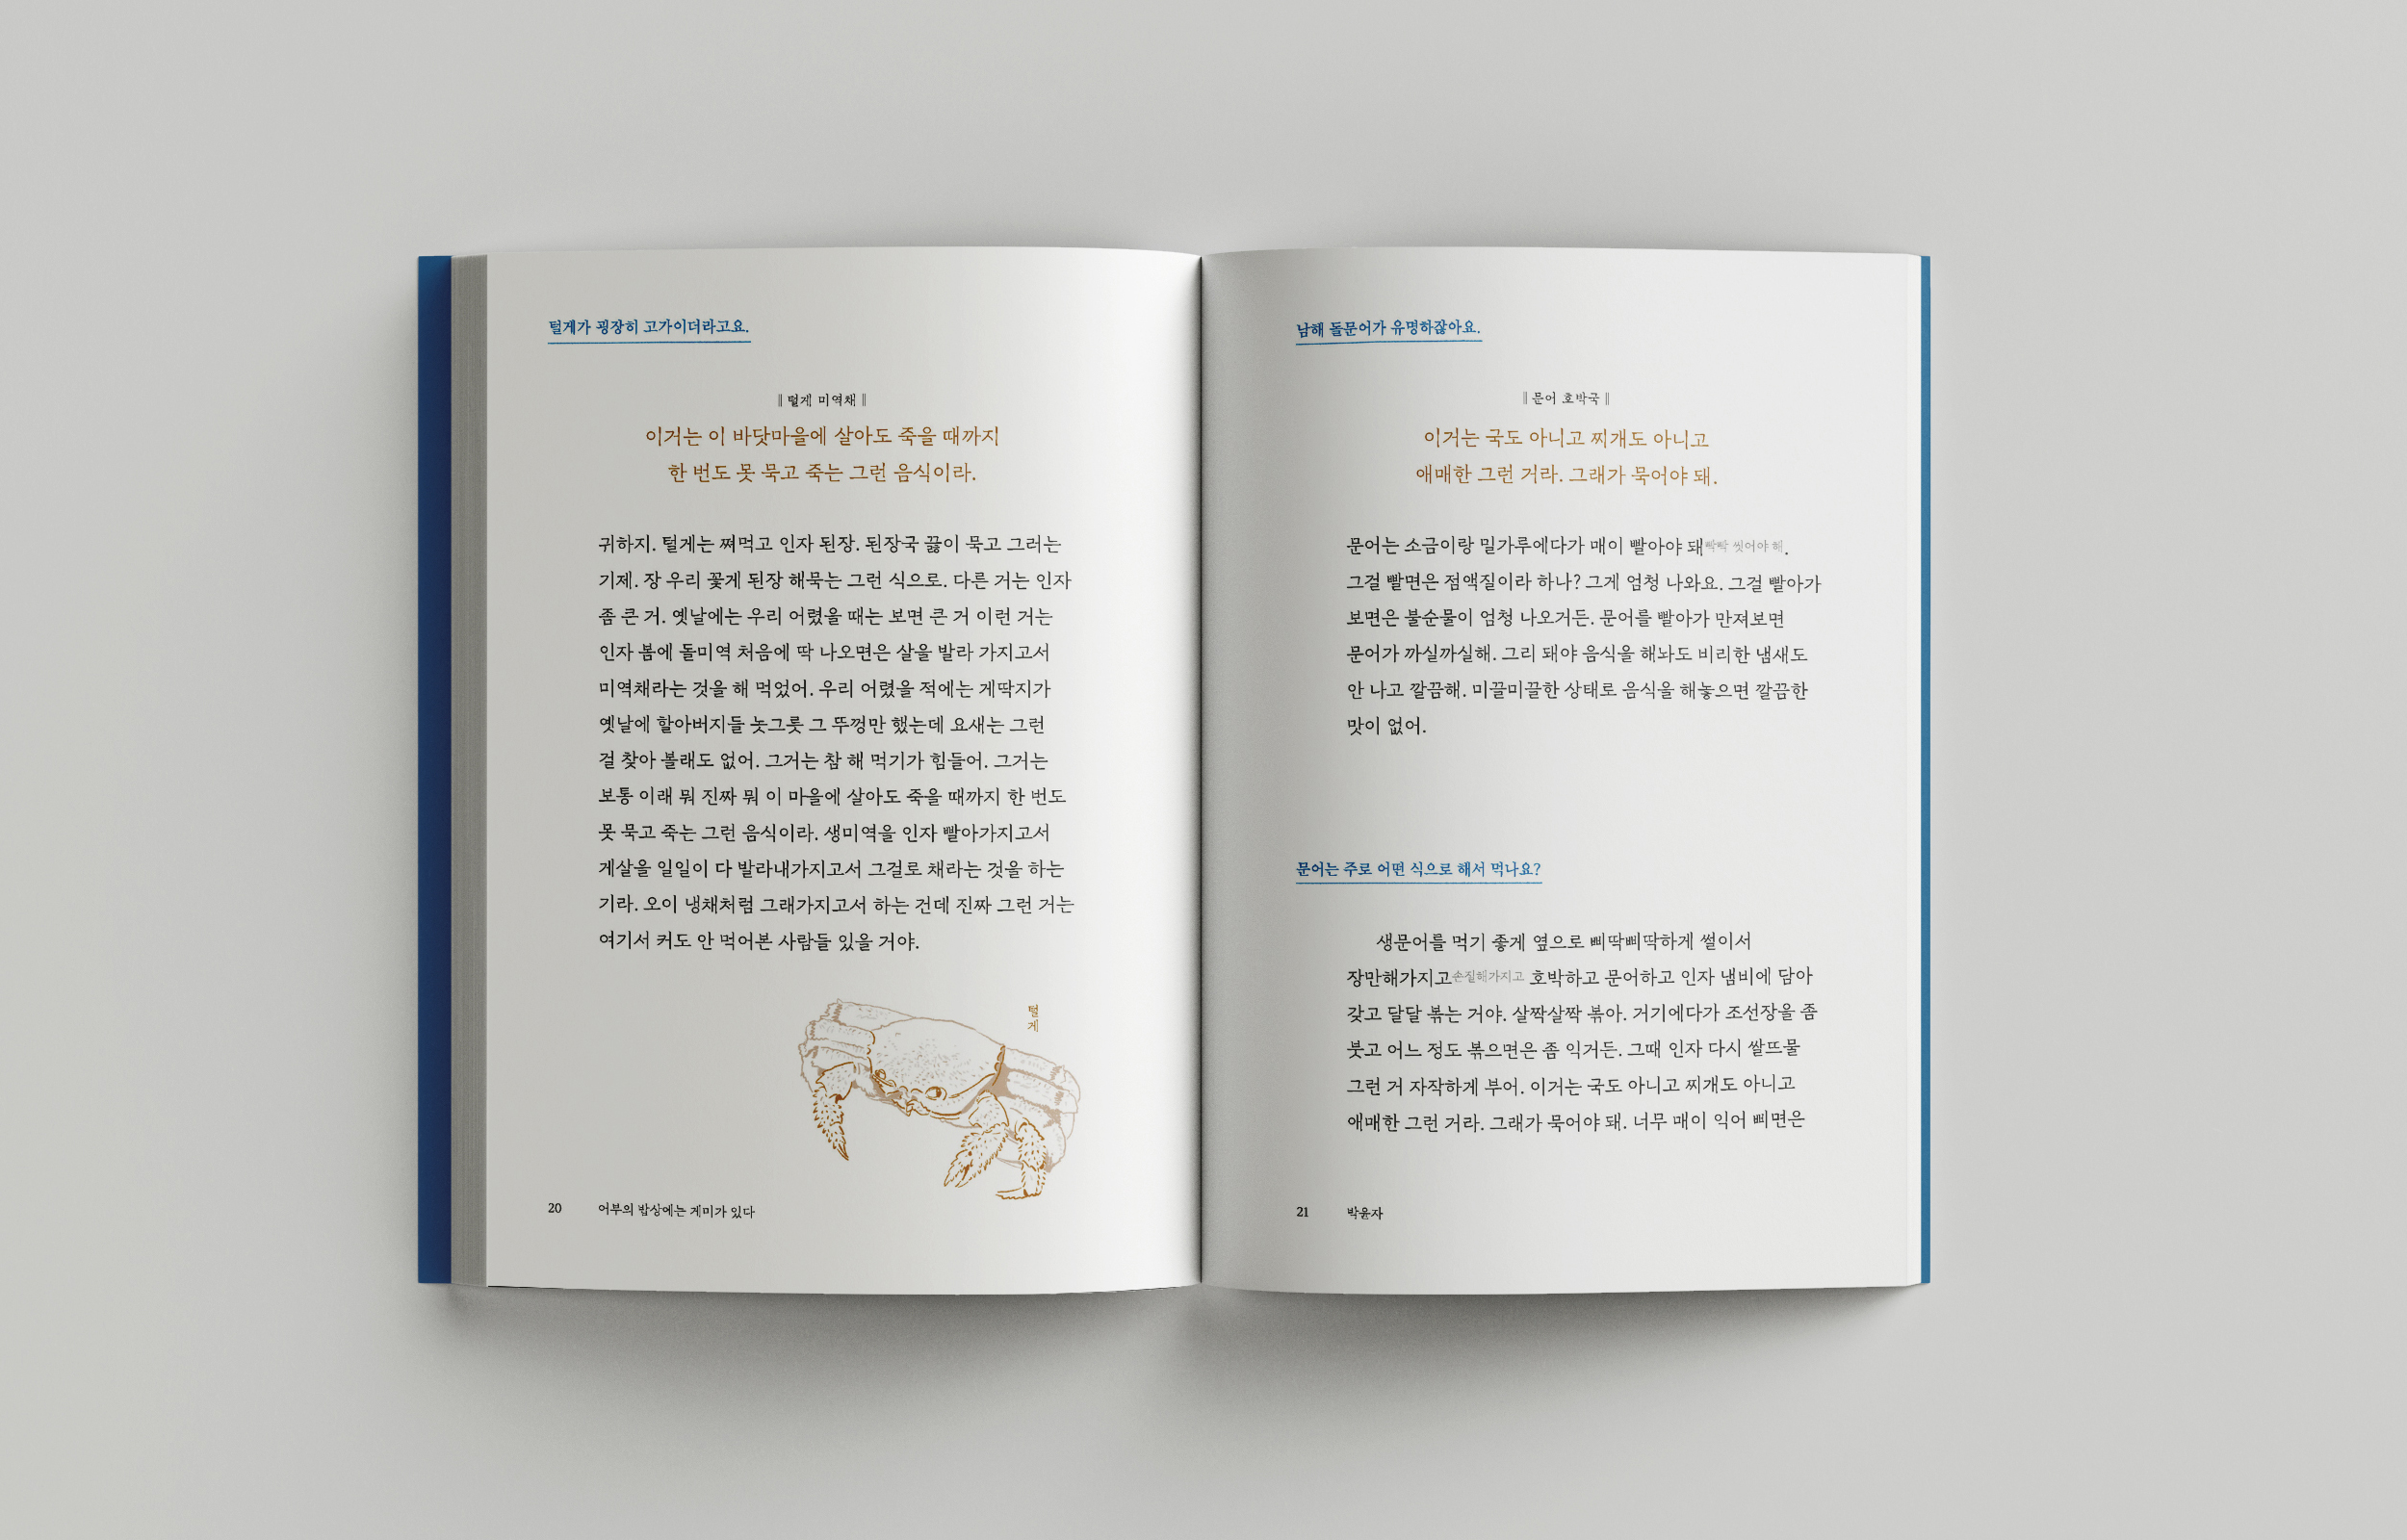 털게가 굉장히 고가이더라고요.
‖ 털게 미역채 ‖
이거는 이 바닷마을에 살아도 죽을 때까지
한 번도 못 묵고 죽는 그런 음식이라.
귀하지. 털게는 쪄먹고 인자 된장. 된장국 끓이 묵고 그러는
기제. 장 우리 꽃게 된장 해묵는 그런 식으로. 다른 거는 인자
좀 큰 거. 옛날에는 우리 어렸을 때는 보면 큰 거 이런 거는
인자 봄에 돌미역 처음에 딱 나오면은 살을 발라 가지고서
미역채라는 것을 해 먹었어. 우리 어렸을 적에는 게딱지가
옛날에 할아버지들 놋그릇 그 뚜껑만 했는데 요새는 그런
걸 찾아 볼래도 없어. 그거는 참 해 먹기가 힘들어. 그거는
보통 이래 뭐 진짜 뭐 이 마을에 살아도 죽을 때까지 한 번도
못 묵고 죽는 그런 음식이라. 생미역을 인자 빨아가지고서
게살을 일일이 다 발라내가지고서 그걸로 채라는 것을 하는
기라. 오이 냉채처럼 그래가지고서 하는 건데 진짜 그런 거는
여기서 커도 안 먹어본 사람들 있을 거야.
털게
20 어부의 밥상에는 게미가 있다
남해 돌문어가 유명하잖아요.
‖ 문어 호박국 ‖
이거는 국도 아니고 찌개도 아니고
애매한 그런 거라. 그래가 묵어야 돼.
문어는 소금이랑 밀가루에다가 매이 빨아야 돼빡빡 씻어야 해.
그걸 빨면은 점액질이라 하나? 그게 엄청 나와요. 그걸 빨아가
보면은 불순물이 엄청 나오거든. 문어를 빨아가 만져보면
문어가 까실까실해. 그리 돼야 음식을 해놔도 비리한 냄새도
안 나고 깔끔해. 미끌미끌한 상태로 음식을 해놓으면 깔끔한
맛이 없어.
문어는 주로 어떤 식으로 해서 먹나요?
생문어를 먹기 좋게 옆으로 삐딱삐딱하게 썰이서
장만해가지고손질해가지고 호박하고 문어하고 인자 냄비에 담아
갖고 달달 볶는 거야. 살짝살짝 볶아. 거기에다가 조선장을 좀
붓고 어느 정도 볶으면은 좀 익거든. 그때 인자 다시 쌀뜨물
그런 거 자작하게 부어. 이거는 국도 아니고 찌개도 아니고
애매한 그런 거라. 그래가 묵어야 돼. 너무 매이 익어 삐면은
21 박윤자